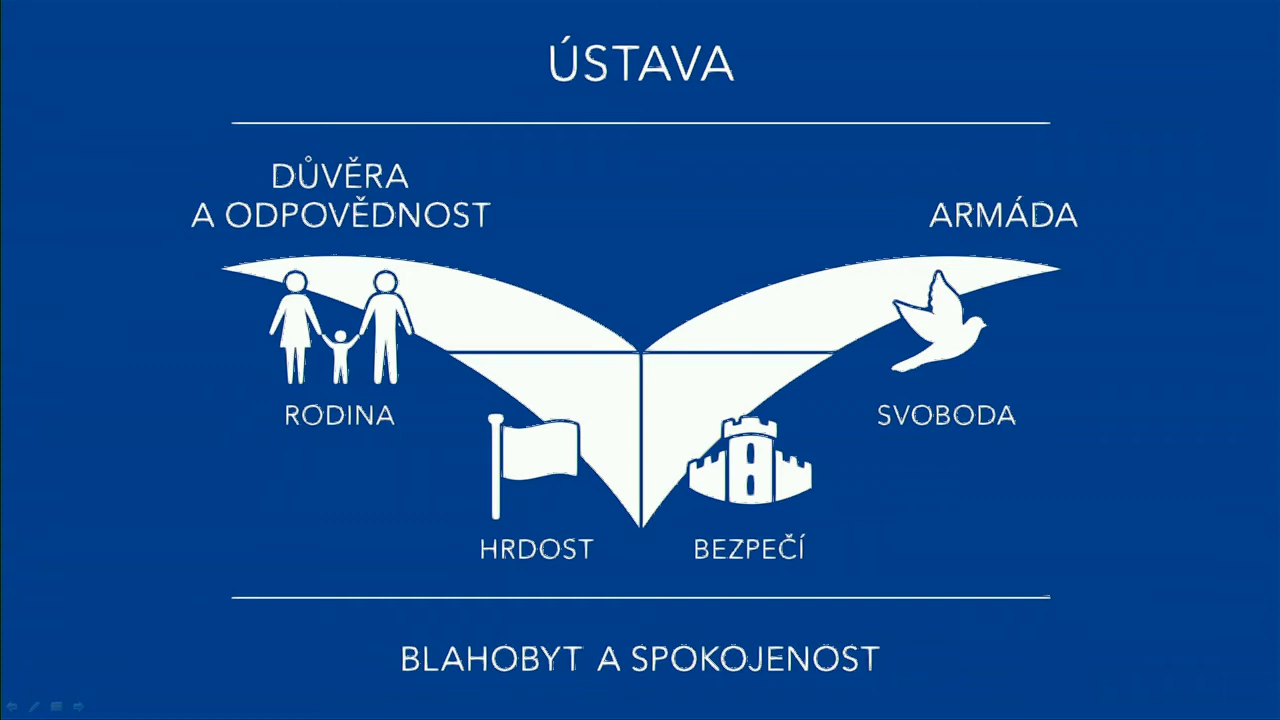 ÚSTAVA
DŮVĚRA
A ODPOVĚDNOST
ARMÁDA
RODINA
SVOBODA
HRDOST
BEZPEČÍ
BLAHOBYT A SPOKOJENOST